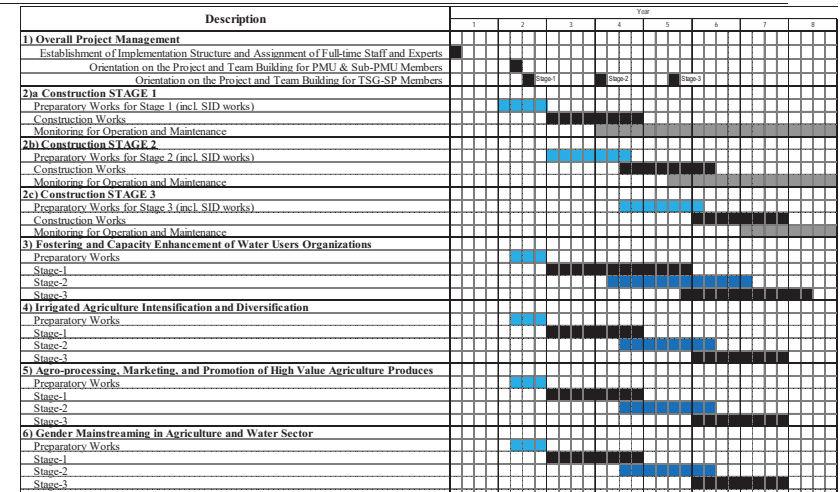 Description
Year
1 2 3 4 5 6 7 8
1) Overall Project Management
Establishment of Implementation Structure and Assignment of Full-time Staff and Experts
Orientation on the Project and Team Building for PMU & Sub-PMU Members
Orientation on the Project and Team Building for TSG-SP Members Stage-1 Stage-2 Stage-3
2)a Construction STAGE 1
Preparatory Works for Stage 1 (incl. SID works)
Construction Works
Monitoring for Operation and Maintenance
2b) Construction STAGE 2
Preparatory Works for Stage 2 (incl. SID works)
Construction Works
Monitoring for Operation and Maintenance
2c) Construction STAGE 3
Preparatory Works for Stage 3 (incl. SID works)
Construction Works
Monitoring for Operation and Maintenance
3) Fostering and Capacity Enhancement of Water Users Organizations
Preparatory Works
Stage-1
Stage-2
Stage-3
4) Irrigated Agriculture Intensification and Diversification
Preparatory Works
Stage-1
Stage-2
Stage-3
5) Agro-processing, Marketing, and Promotion of High Value Agriculture Produces
Preparatory Works
Stage-1
Stage-2
Stage-3
6) Gender Mainstreaming in Agriculture and Water Sector
Preparatory Works
Stage-1
Stage-2
Stage-3